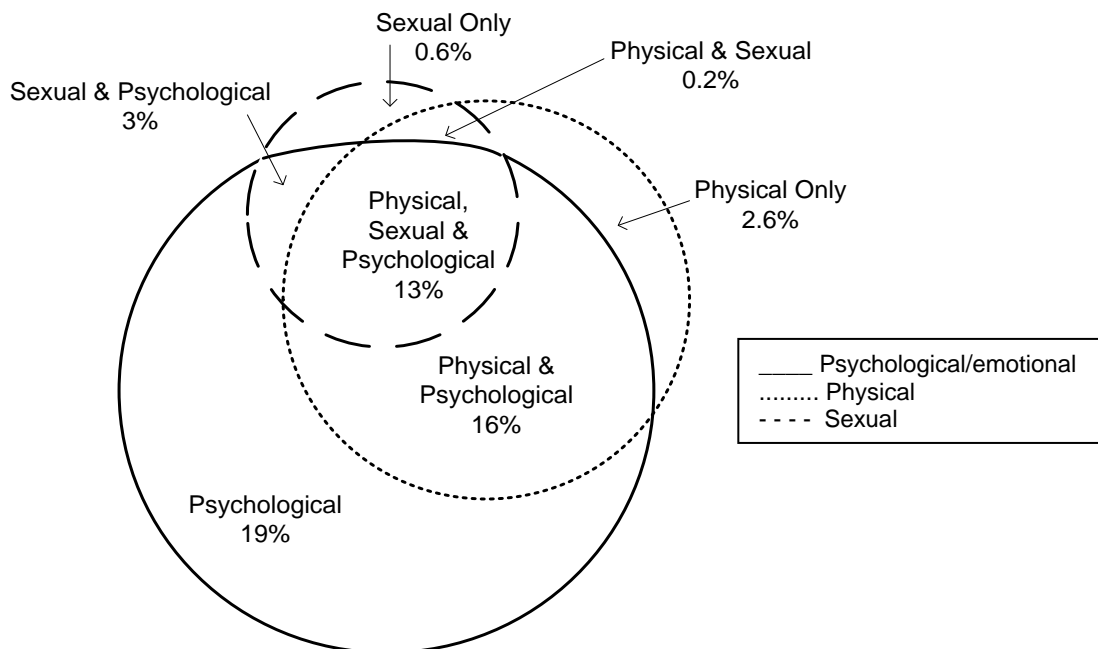 Sexual Only
0.6%
Physical & Sexual
0.2%
Sexual & Psychological
3%
Physical Only
2.6%
Physical,
Sexual &
Psychological
13%
Physical &
Psychological
16%
Psychological
19%
____ Psychological/emotional
......... Physical
- - - - Sexual